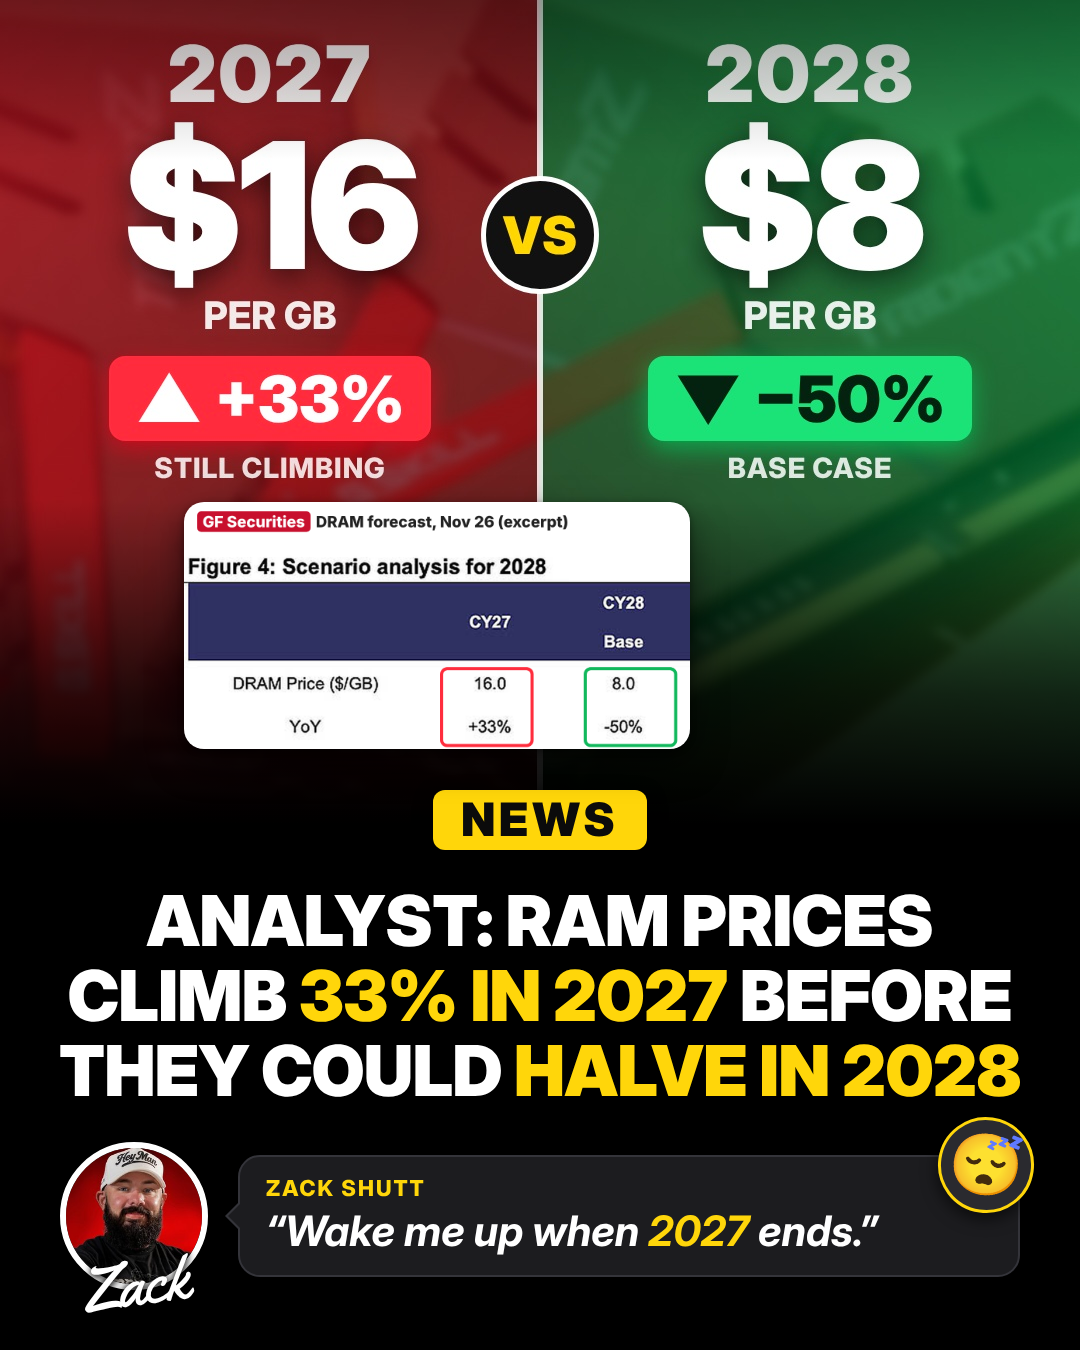 2027
$16
PER GB
▲ +33%
STILL CLIMBING
VS
2028
$8
PER GB
▼ −50%
BASE CASE
GF Securities DRAM forecast, Nov 26 (excerpt)
Figure 4: Scenario analysis for 2028
CY27
CY28
Base
DRAM Price ($/GB) 16.0 8.0
YoY +33% -50%
NEWS
ANALYST: RAM PRICES
CLIMB 33% IN 2027 BEFORE
THEY COULD HALVE IN 2028
Hey Man
Zack
ZACK SHUTT
“Wake me up when 2027 ends.”